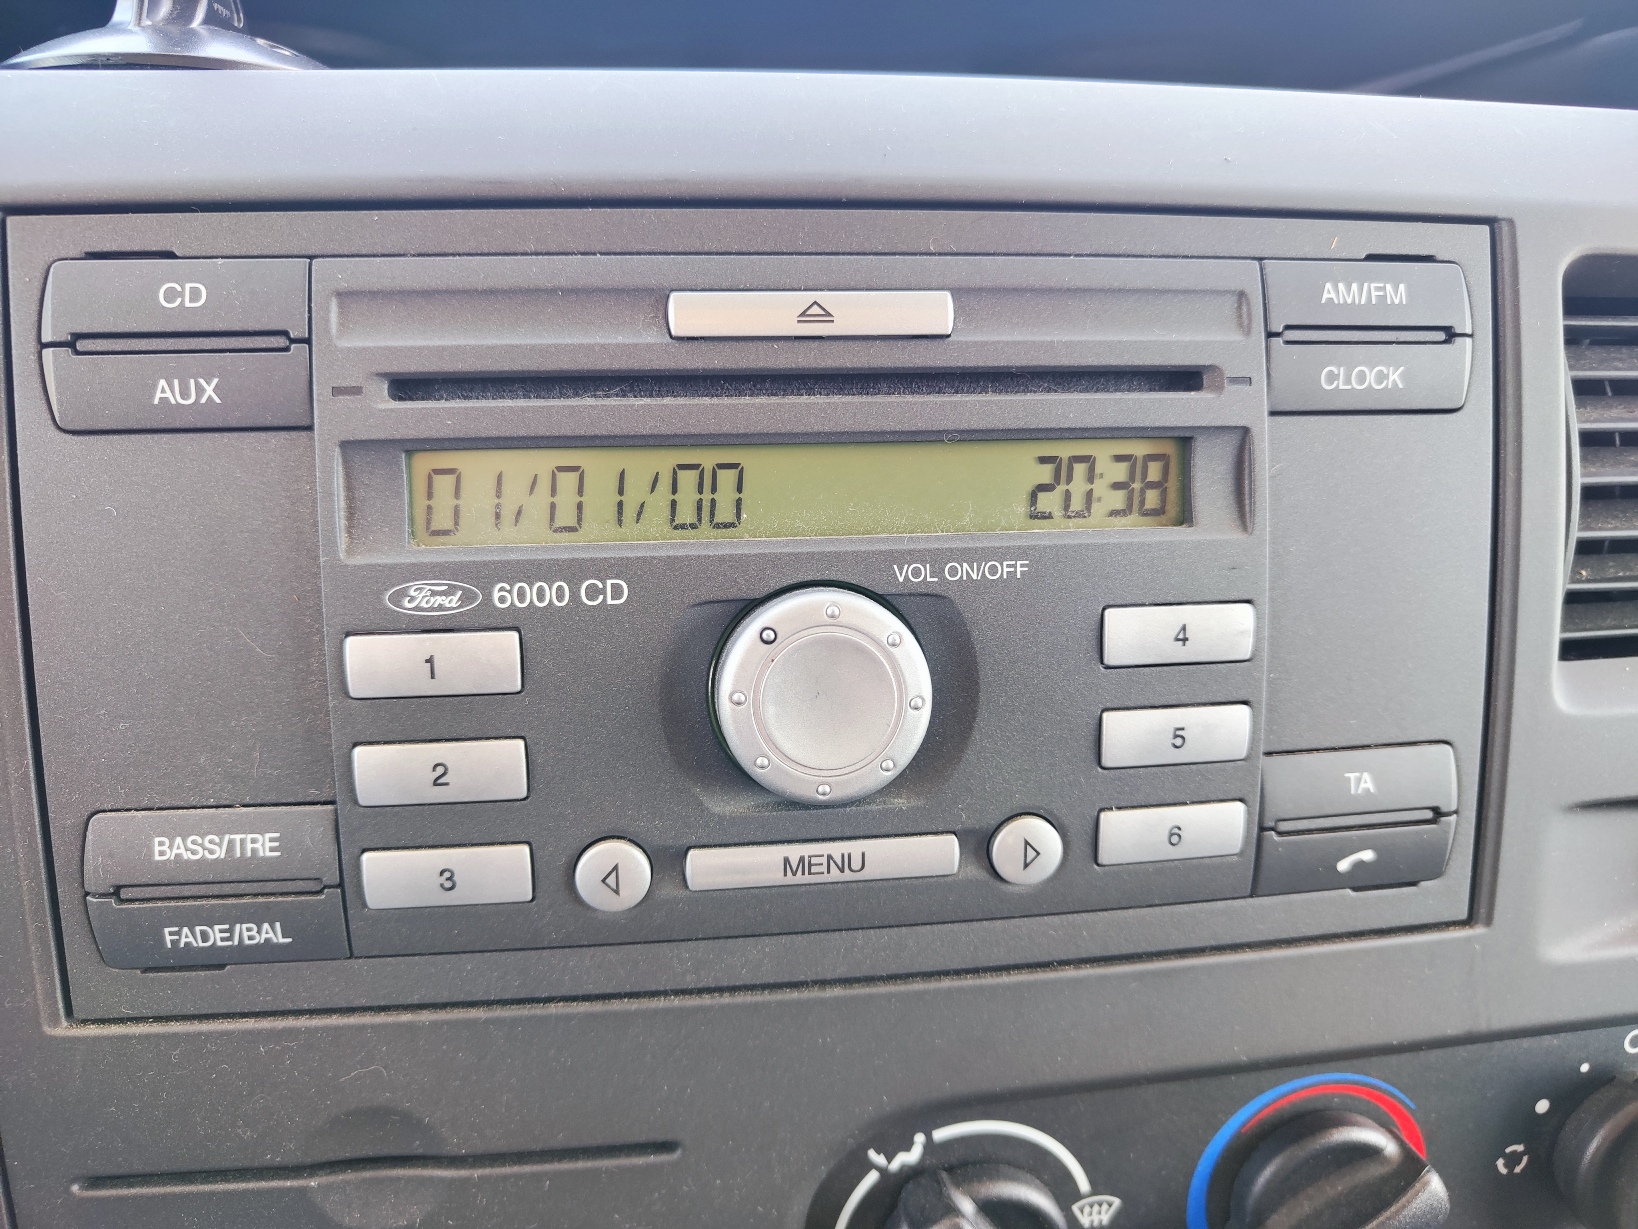 CD
AUX
AM/FM
CLOCK
01/01/00 20:38
Ford 6000 CD
VOL ON/OFF
1
2
3
4
5
6
MENU
BASS/TRE
FADE/BAL
TA